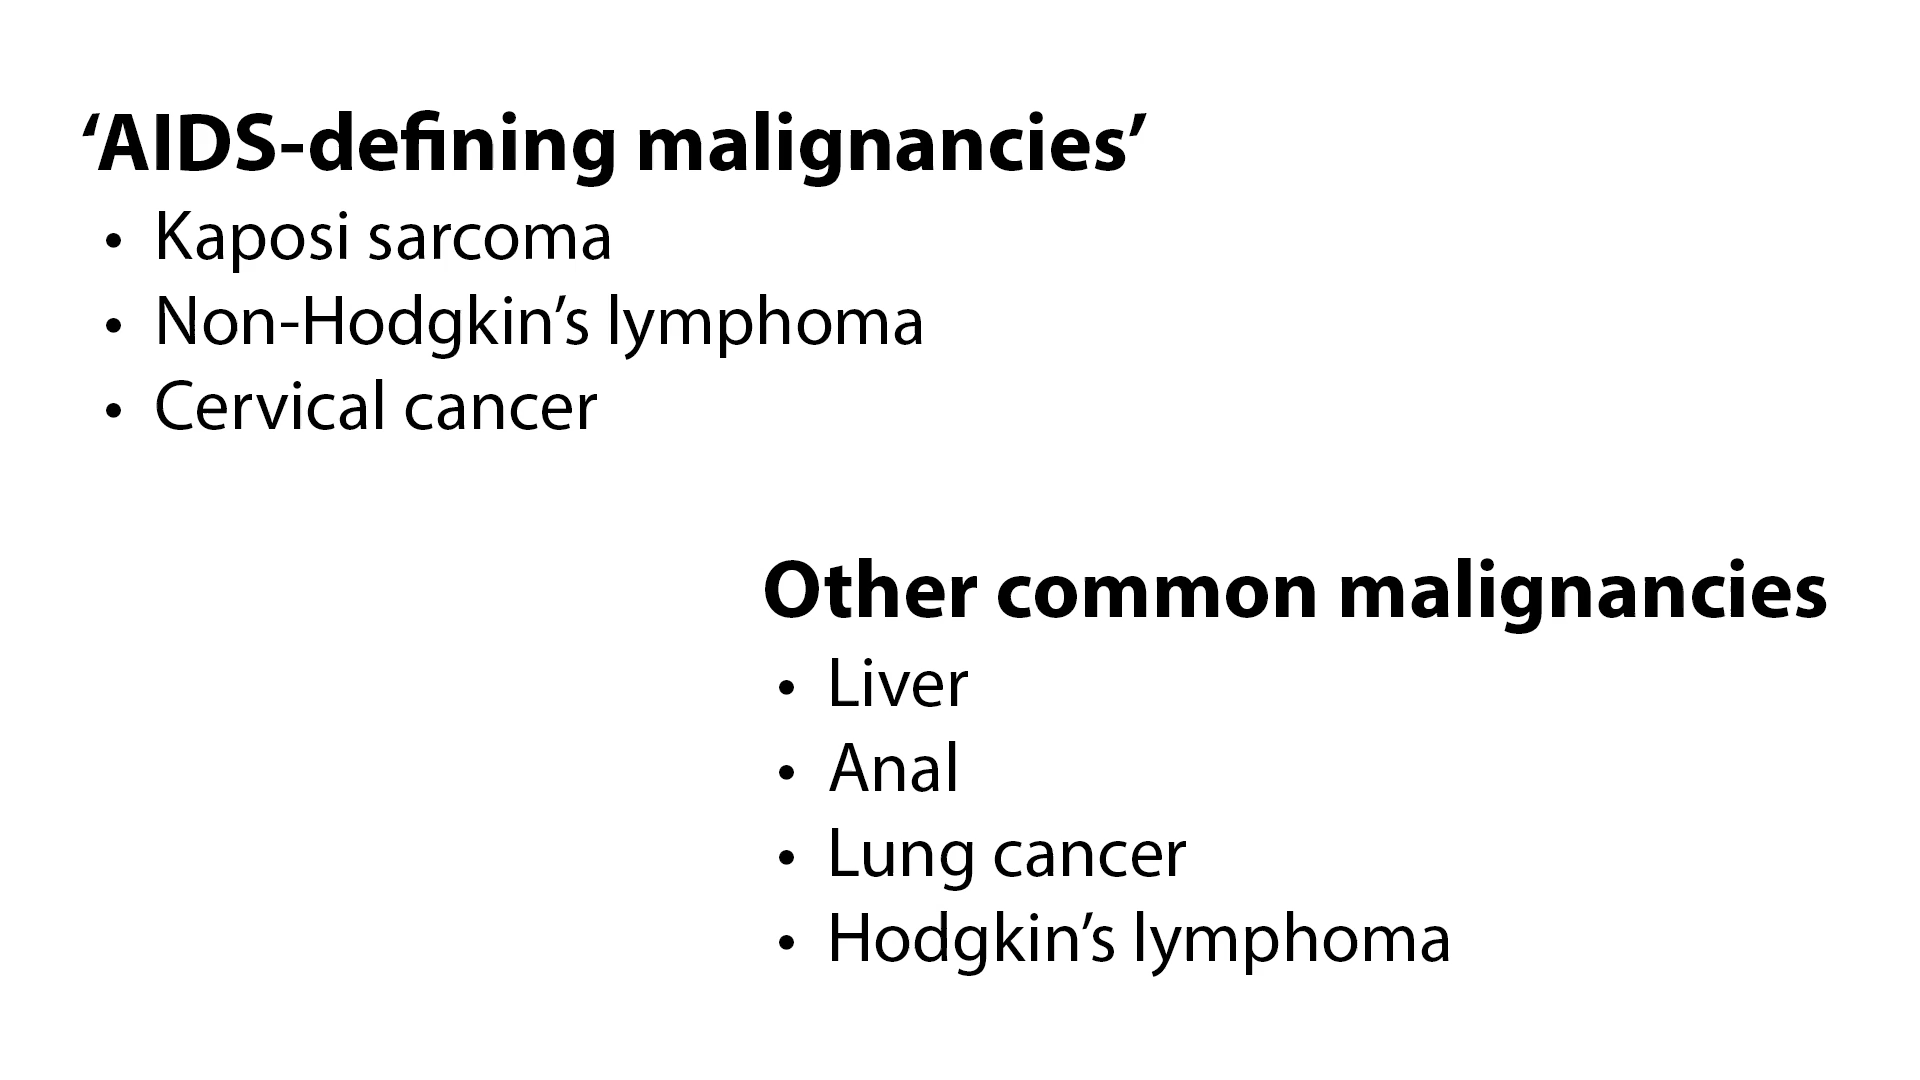 ‘AIDS-defining malignancies’
• Kaposi sarcoma
• Non-Hodgkin’s lymphoma
• Cervical cancer
Other common malignancies
• Liver
• Anal
• Lung cancer
• Hodgkin’s lymphoma